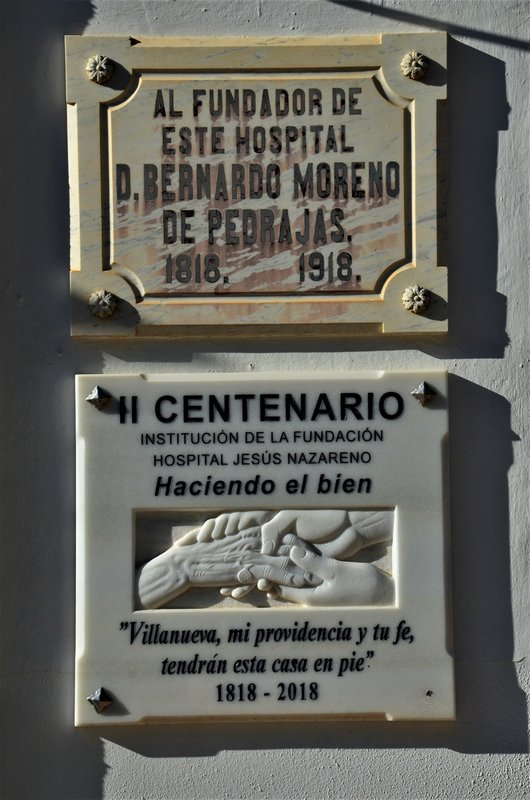 AL FUNDADOR DE
ESTE HOSPITAL
D. BERNARDO MORENO
DE PEDRAJAS.
1818. 1918.
II CENTENARIO
INSTITUCIÓN DE LA FUNDACIÓN
HOSPITAL JESÚS NAZARENO
Haciendo el bien
"Villanueva, mi providencia y tu fe,
tendrán esta casa en pie"
1818 - 2018